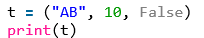 t = ("AB", 10, False)
print(t)